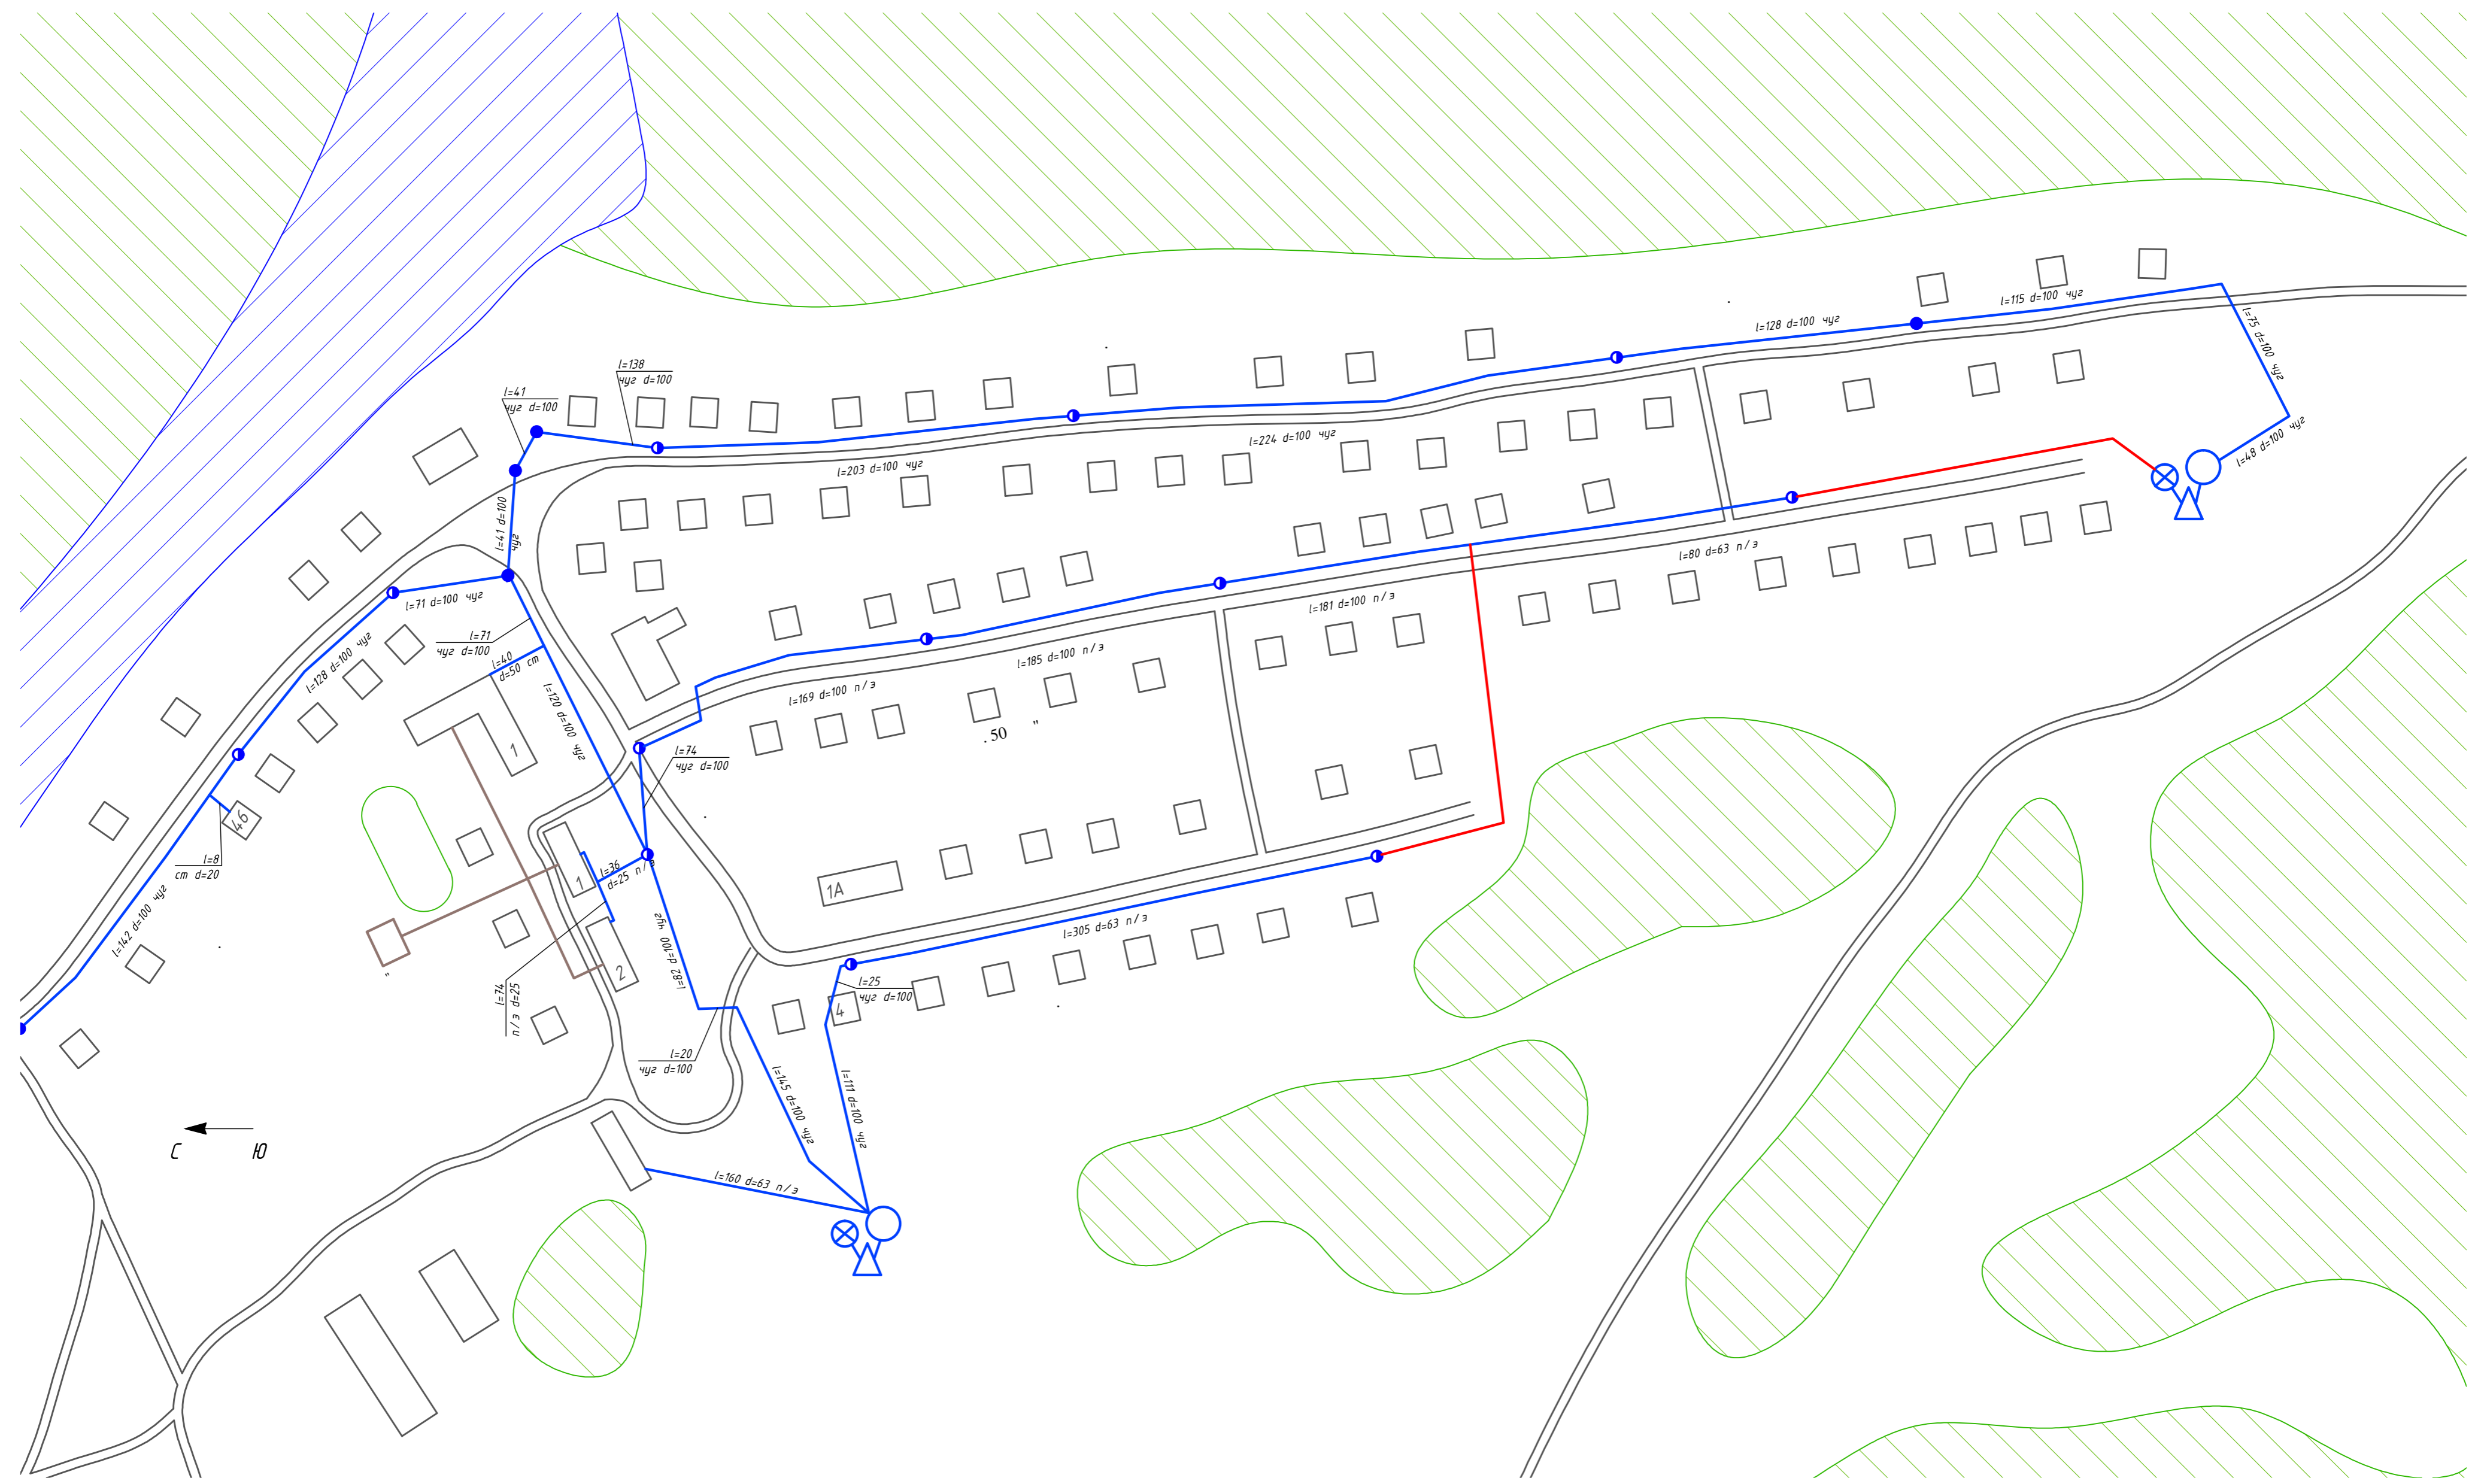 l=115 d=100 чуг
l=128 d=100 чуг
l=75 d=100 чуг
l=138
чуг d=100
l=41
чуг d=100
l=224 d=100 чуг
l=48 d=100 чуг
l=203 d=100 чуг
l=41 d=100
чуг
l=80 d=63 п/э
l=71 d=100 чуг
l=181 d=100 п/э
l=71
чуг d=100
l=128 d=100 чуг
l=40
d=50 ст
l=185 d=100 п/э
l=169 d=100 п/э
l=120 d=100 чуг
. 50 "
1
l=74
чуг d=100
46
l=8
ст d=20
l=36
d=25 п/э
1
1А
l=142 d=100 чуг
l=282 d=100 чуг
l=305 d=63 п/э
"
2
l=74
п/э d=25
l=25
чуг d=100
4
l=20
чуг d=100
l=145 d=100 чуг
l=111 d=100 чуг
С Ю
l=160 d=63 п/э